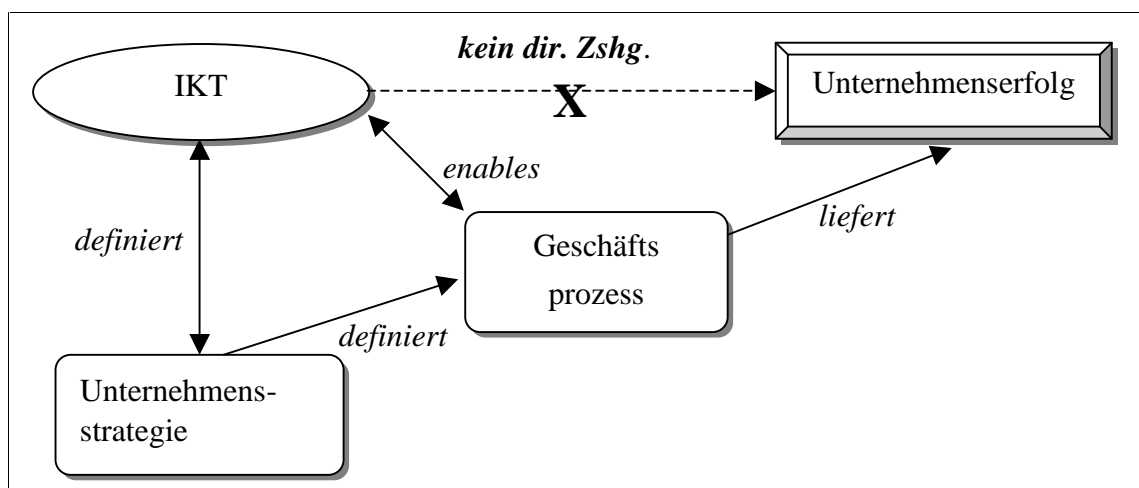 kein dir. Zshg.
IKT
Unternehmenserfolg
X
enables
liefert
definiert
Geschäfts
prozess
definiert
Unternehmens-
strategie